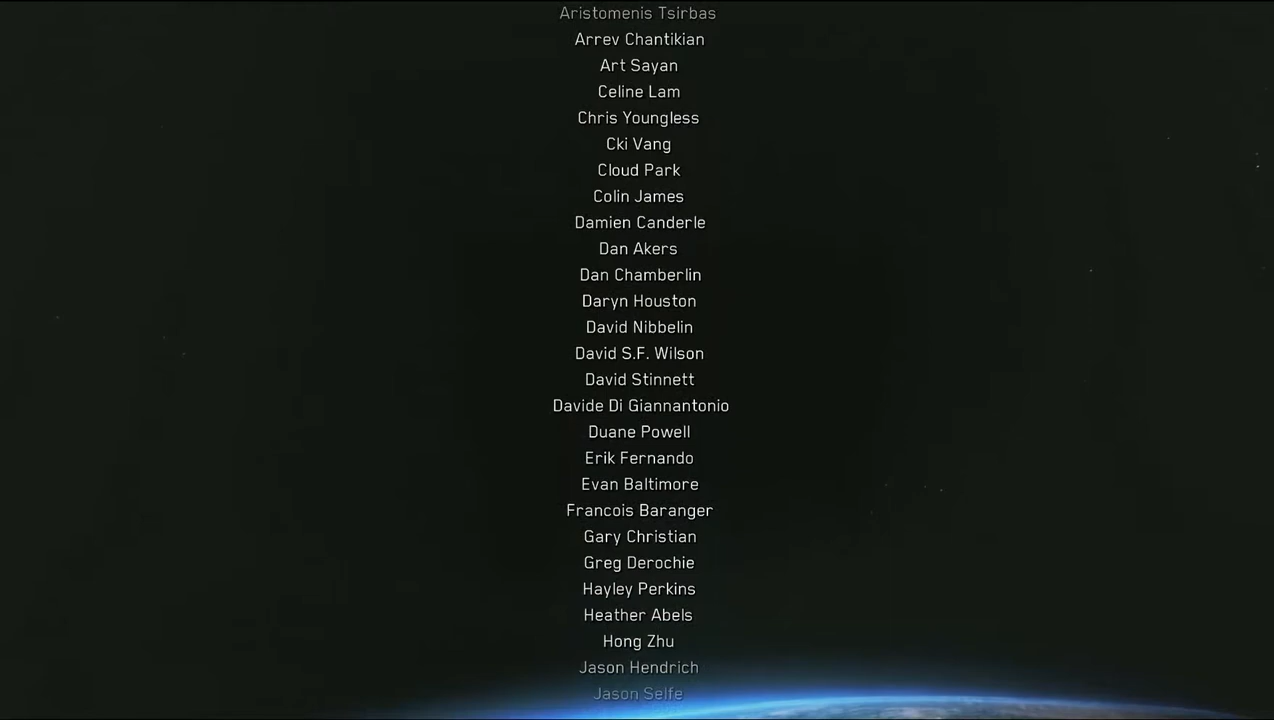 Aristomenis Tsirbas
Arrev Chantikian
Art Sayan
Celine Lam
Chris Youngless
Cki Vang
Cloud Park
Colin James
Damien Canderle
Dan Akers
Dan Chamberlin
Daryn Houston
David Nibbelin
David S.F. Wilson
David Stinnett
Davide Di Giannantonio
Duane Powell
Erik Fernando
Evan Baltimore
Francois Baranger
Gary Christian
Greg Derochie
Hayley Perkins
Heather Abels
Hong Zhu
Jason Hendrich
Jason Selfe